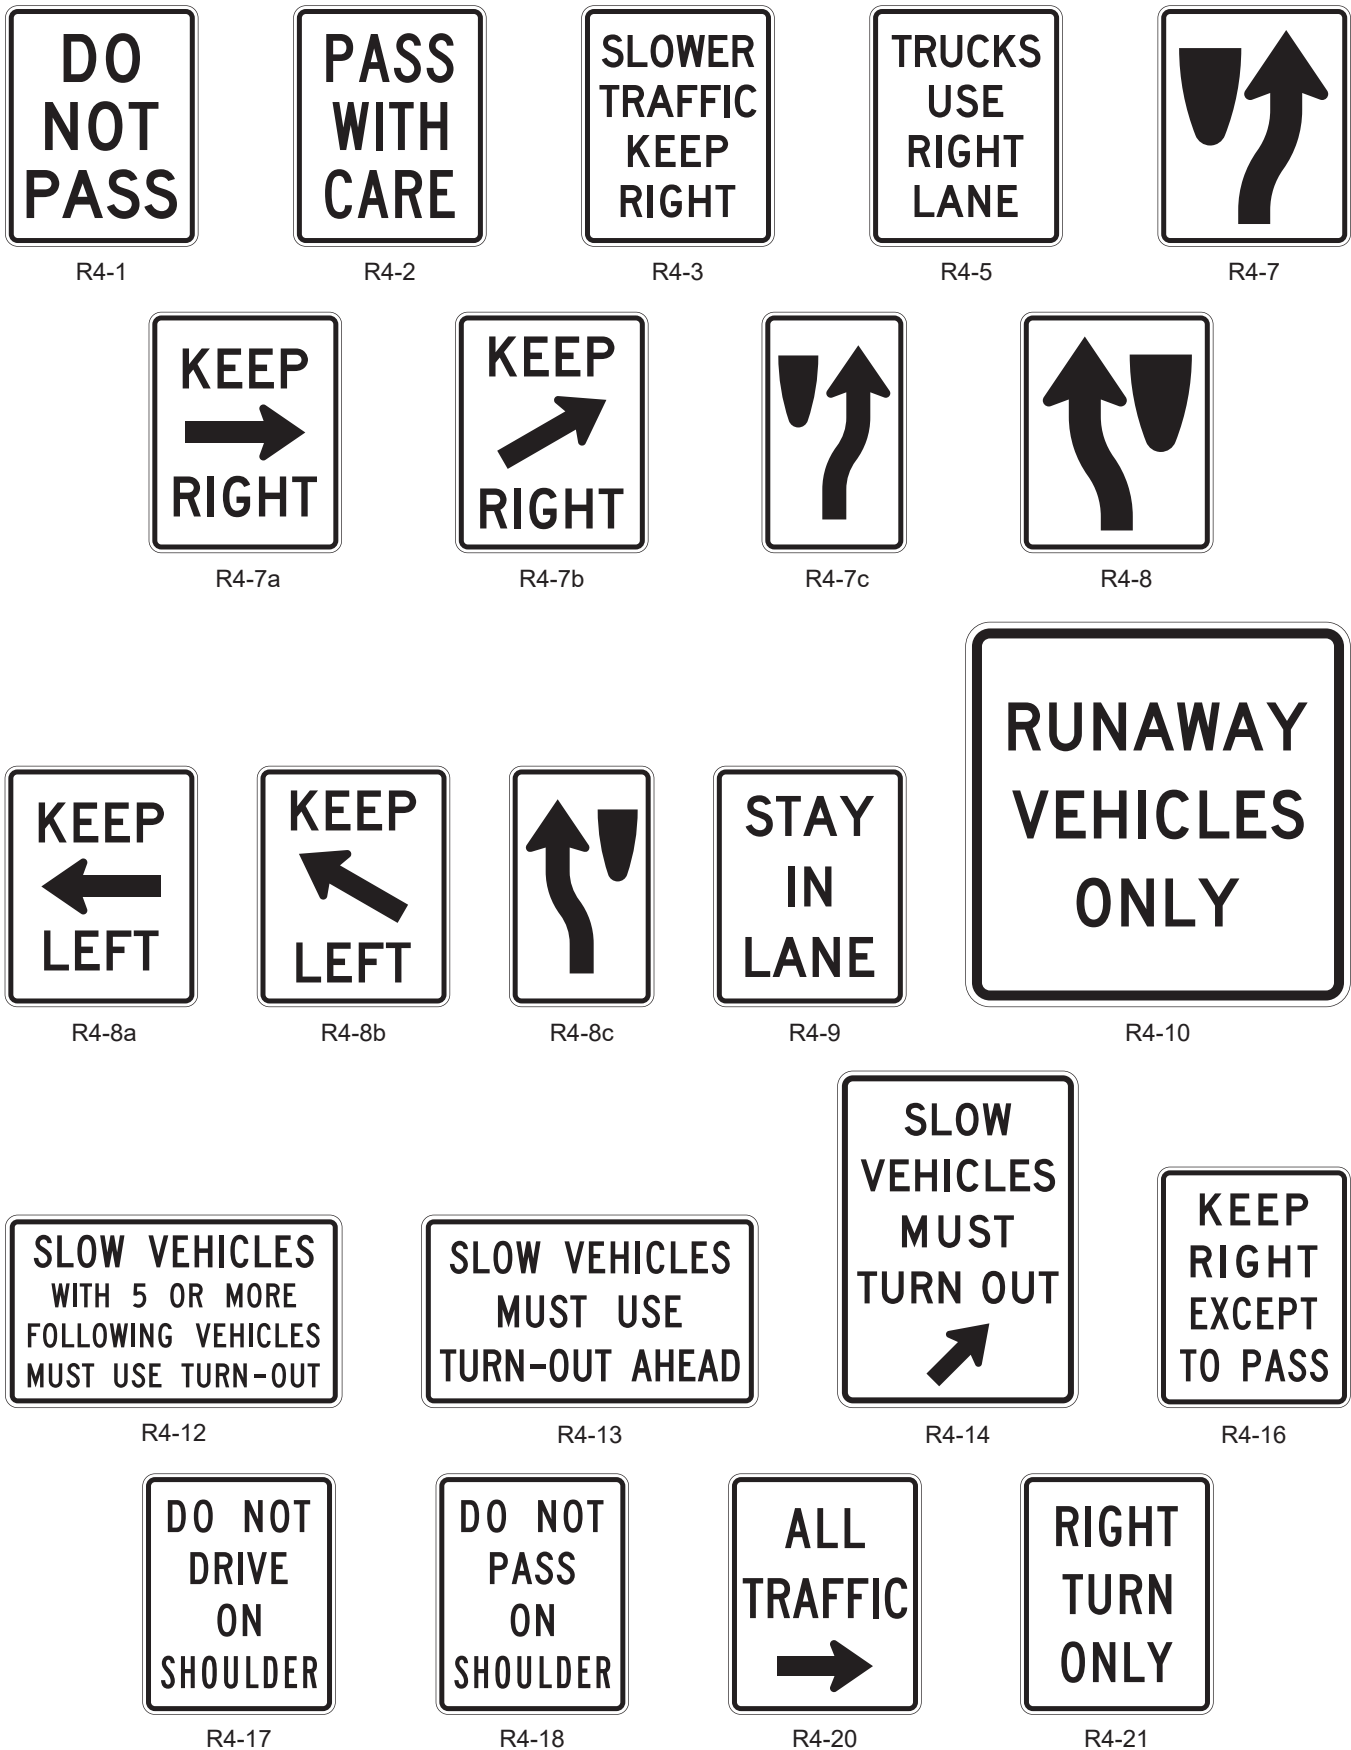 DO
NOT
PASS
R4-1
PASS
WITH
CARE
R4-2
SLOWER
TRAFFIC
KEEP
RIGHT
R4-3
TRUCKS
USE
RIGHT
LANE
R4-5
R4-7
KEEP
RIGHT
R4-7a
KEEP
RIGHT
R4-7b
R4-7c
R4-8
KEEP
LEFT
R4-8a
KEEP
LEFT
R4-8b
R4-8c
STAY
IN
LANE
R4-9
RUNAWAY
VEHICLES
ONLY
R4-10
SLOW VEHICLES
WITH 5 OR MORE
FOLLOWING VEHICLES
MUST USE TURN-OUT
R4-12
SLOW VEHICLES
MUST USE
TURN-OUT AHEAD
R4-13
SLOW
VEHICLES
MUST
TURN OUT
R4-14
KEEP
RIGHT
EXCEPT
TO PASS
R4-16
DO NOT
DRIVE
ON
SHOULDER
R4-17
DO NOT
PASS
ON
SHOULDER
R4-18
ALL
TRAFFIC
R4-20
RIGHT
TURN
ONLY
R4-21